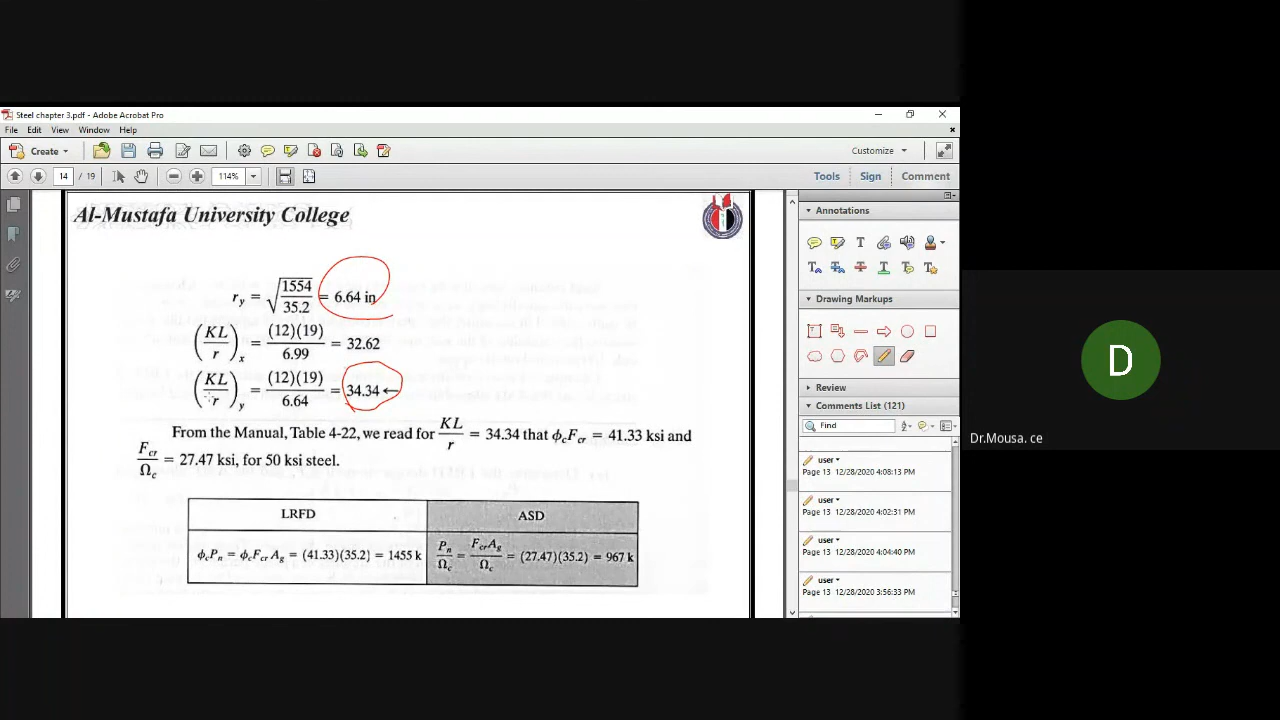 Steel chapter 3.pdf - Adobe Acrobat Pro
File Edit View Window Help
Create Customize
14 / 19 114% Tools Sign Comment
Al-Mustafa University College
r_y = √(1554/35.2) = 6.64 in
(KL/r)_x = (12)(19)/6.99 = 32.62
(KL/r)_y = (12)(19)/6.64 = 34.34 ←
From the Manual, Table 4-22, we read for KL/r = 34.34 that ϕ_cF_cr = 41.33 ksi and
F_cr/Ω_c = 27.47 ksi, for 50 ksi steel.
LRFD ASD
ϕ_cP_n = ϕ_cF_cr A_g = (41.33)(35.2) = 1455 k
P_n/Ω_c = F_crA_g/Ω_c = (27.47)(35.2) = 967 k
Annotations
Drawing Markups
Review
Comments List (121)
Find
user
Page 13 12/28/2020 4:08:13 PM
user
Page 13 12/28/2020 4:02:31 PM
user
Page 13 12/28/2020 4:04:40 PM
user
Page 13 12/28/2020 3:56:33 PM
D
Dr.Mousa. ce